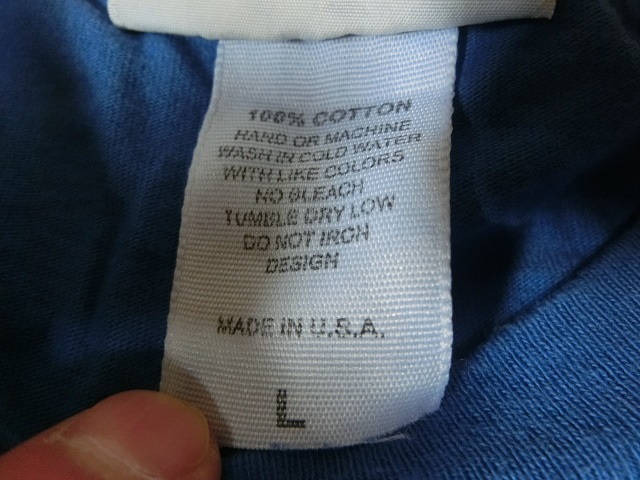 100% COTTON
HAND OR MACHINE
WASH IN COLD WATER
WITH LIKE COLORS
NO BLEACH
TUMBLE DRY LOW
DO NOT IRON
DESIGN
MADE IN U.S.A.
L